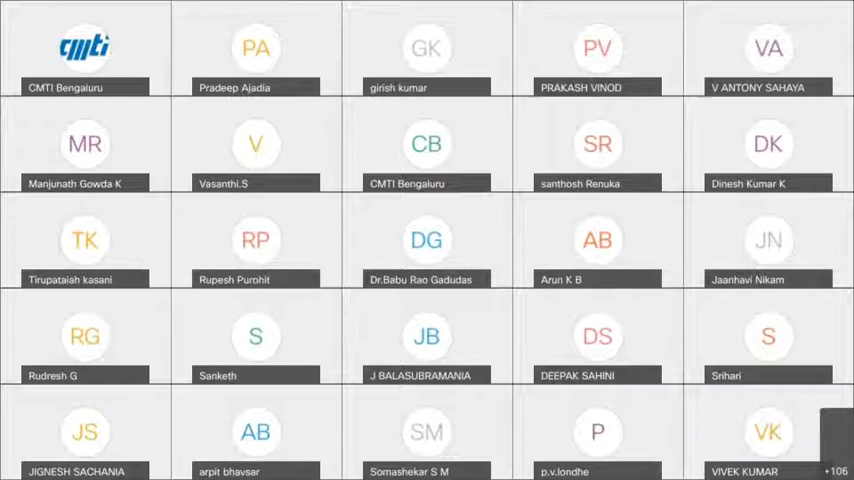 cmti
PA
GK
PV
VA
CMTI Bengaluru
Pradeep Ajadia
girish kumar
PRAKASH VINOD
V ANTONY SAHAYA
MR
V
CB
SR
DK
Manjunath Gowda K
Vasanthi.S
CMTI Bengaluru
santhosh Renuka
Dinesh Kumar K
TK
RP
DG
AB
JN
Tirupataiah kasani
Rupesh Purohit
Dr.Babu Rao Gadudas
Arun K B
Jaanhavi Nikam
RG
S
JB
DS
S
Rudresh G
Sanketh
J BALASUBRAMANIA
DEEPAK SAHINI
Srihari
JS
AB
SM
P
VK
JIGNESH SACHANIA
arpit bhavsar
Somashekar S M
p.v.londhe
VIVEK KUMAR
+106